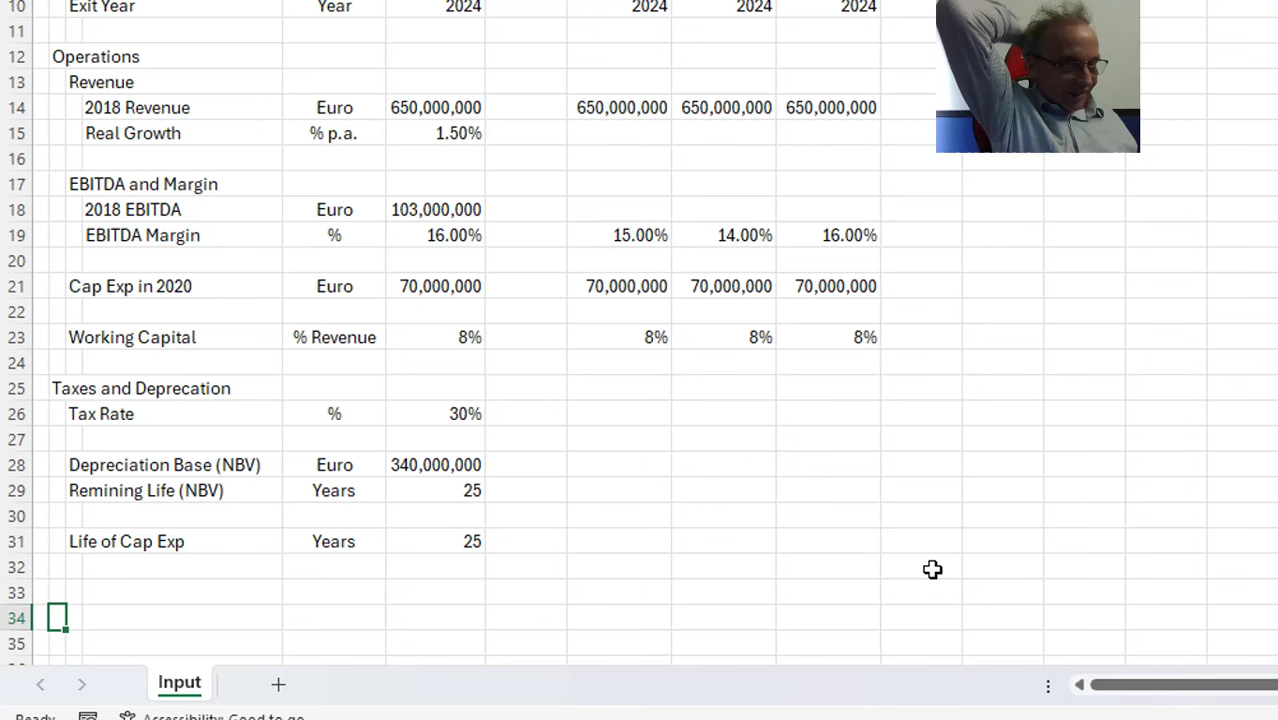 10 Exit Year Year 2024 2024 2024 2024
11
12 Operations
13 Revenue
14 2018 Revenue Euro 650,000,000 650,000,000 650,000,000 650,000,000
15 Real Growth % p.a. 1.50%
16
17 EBITDA and Margin
18 2018 EBITDA Euro 103,000,000
19 EBITDA Margin % 16.00% 15.00% 14.00% 16.00%
20
21 Cap Exp in 2020 Euro 70,000,000 70,000,000 70,000,000 70,000,000
22
23 Working Capital % Revenue 8% 8% 8% 8%
24
25 Taxes and Deprecation
26 Tax Rate % 30%
27
28 Depreciation Base (NBV) Euro 340,000,000
29 Remining Life (NBV) Years 25
30
31 Life of Cap Exp Years 25
32
33
34
35
Input
Ready Accessibility: Good to go